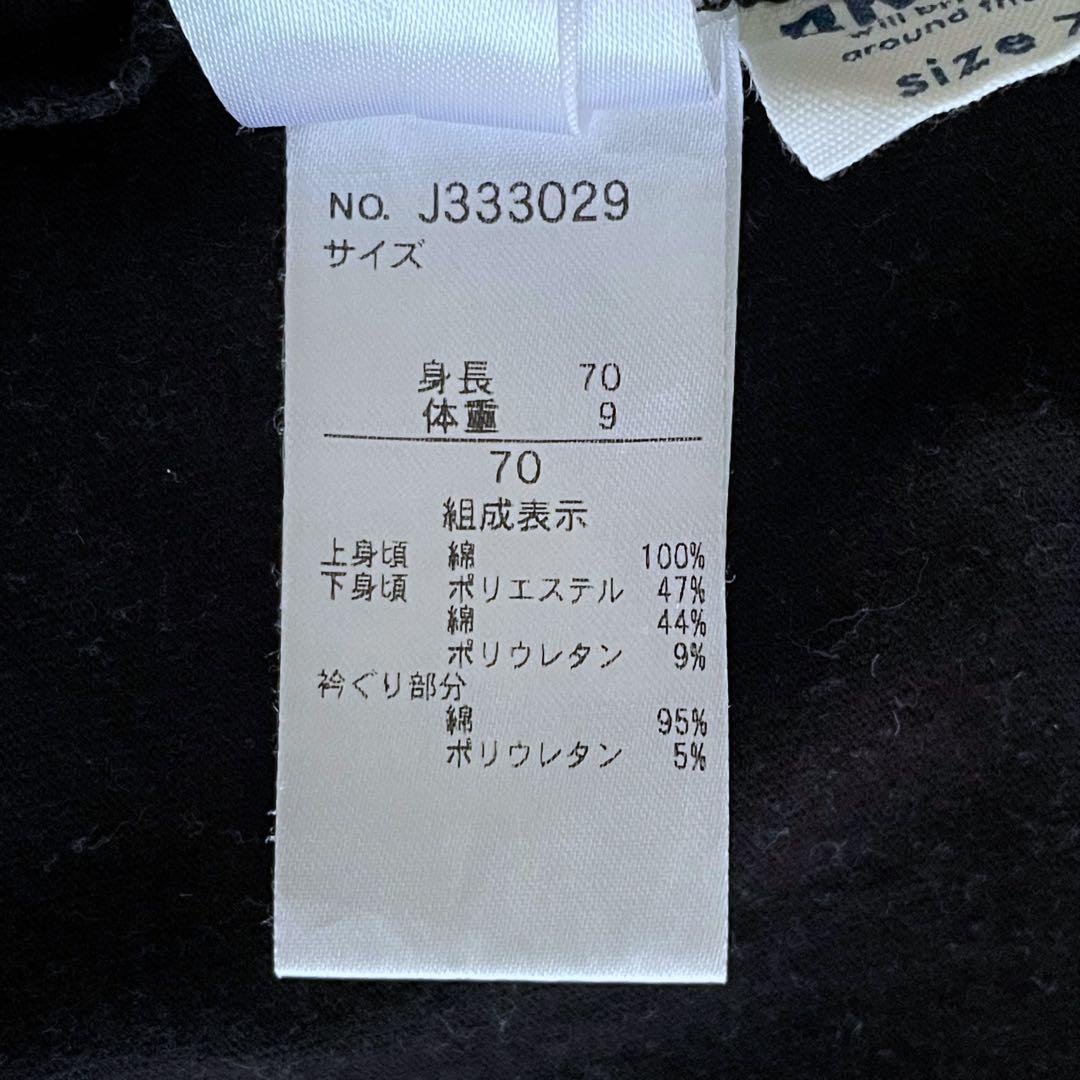 around the
size 7
NO. J333029
サイズ
身長 70
体重 9
70
組成表示
上身頃 綿 100%
下身頃 ポリエステル 47%
綿 44%
ポリウレタン 9%
衿ぐり部分
綿 95%
ポリウレタン 5%